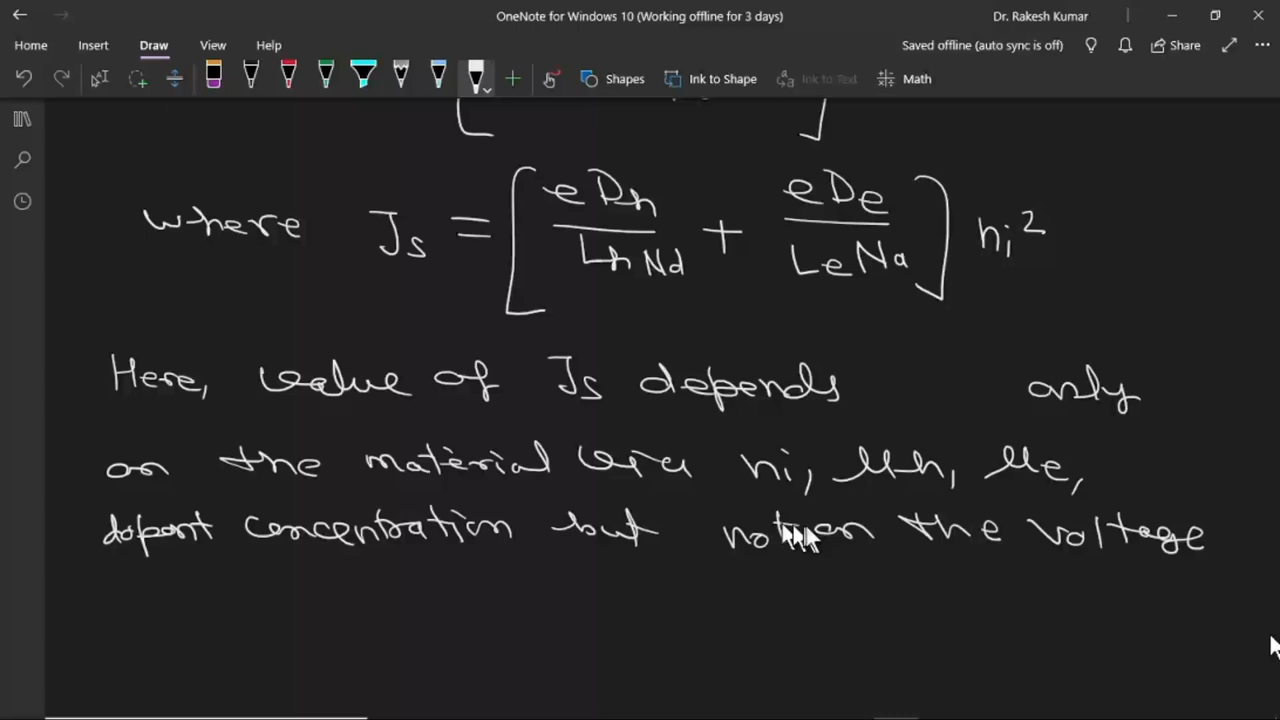 OneNote for Windows 10 (Working offline for 3 days)
Dr. Rakesh Kumar
Home Insert Draw View Help
Saved offline (auto sync is off)
Share
Shapes
Ink to Shape
Ink to Text
Math
where Js = [ eDh / LhNd + eDe / LeNa ] ni²
Here, value of Js depends only
on the material via ni, μh, μe,
dopant concentration but not on the voltage